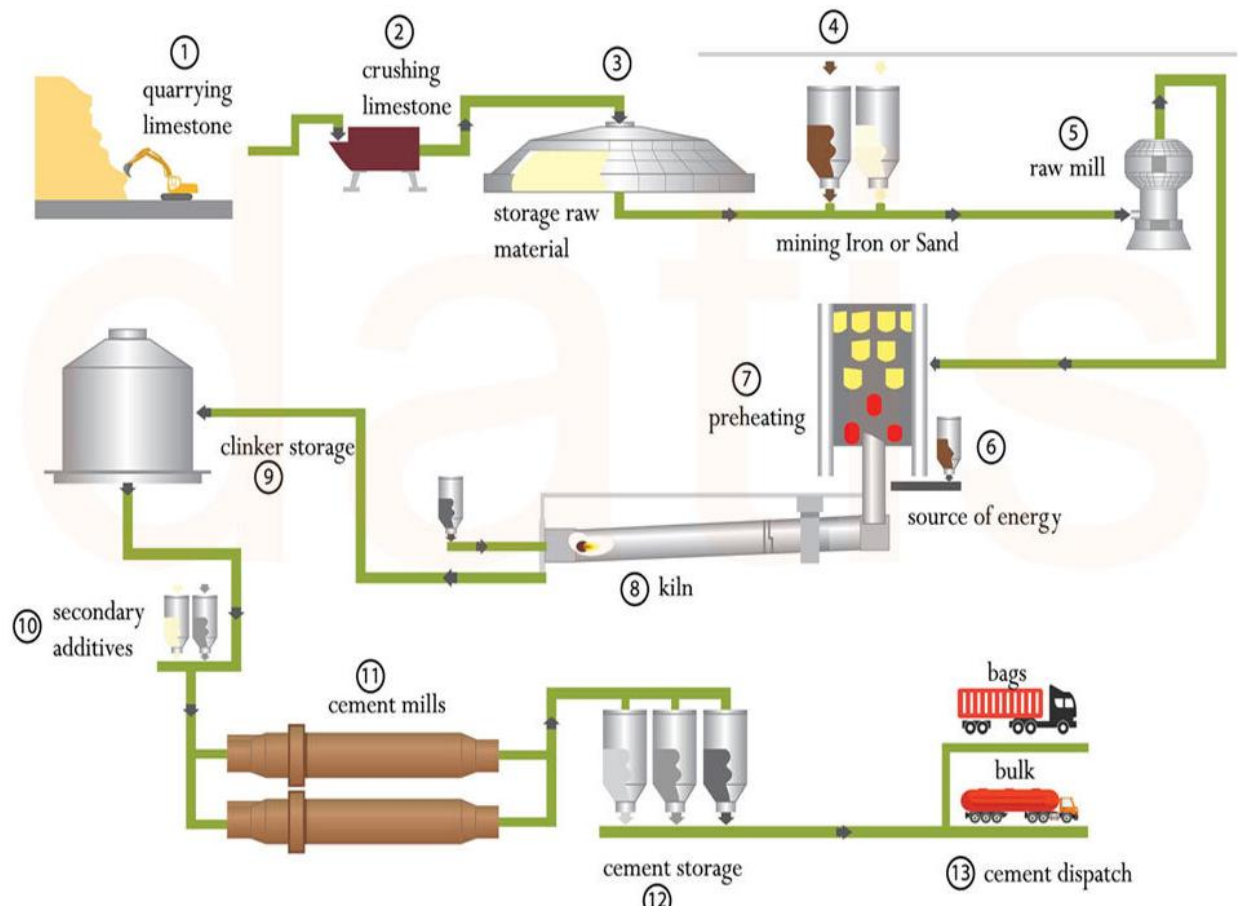 1
quarrying
limestone
2
crushing
limestone
3
storage raw
material
4
mining Iron or Sand
5
raw mill
6
source of energy
7
preheating
8
kiln
clinker storage
9
10
secondary
additives
11
cement mills
cement storage
12
bags
bulk
13 cement dispatch
datis